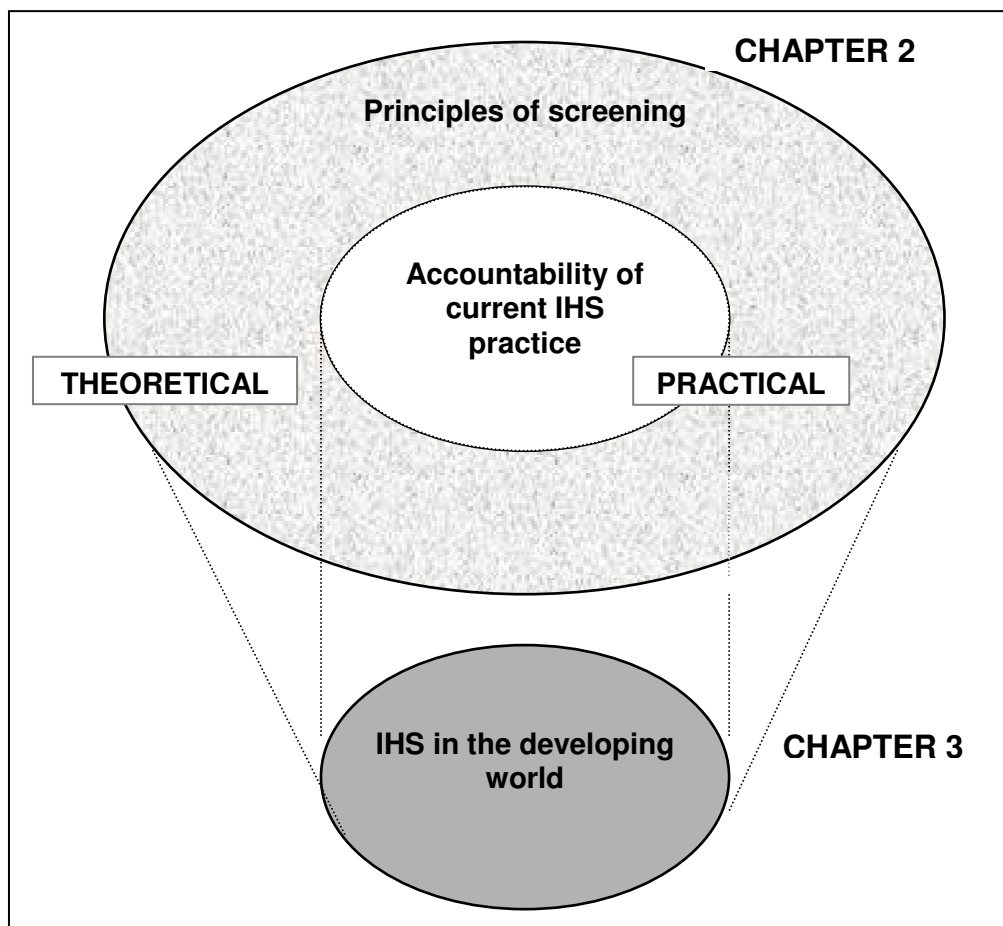 CHAPTER 2
Principles of screening
Accountability of
current IHS
practice
THEORETICAL
PRACTICAL
IHS in the developing
world
CHAPTER 3